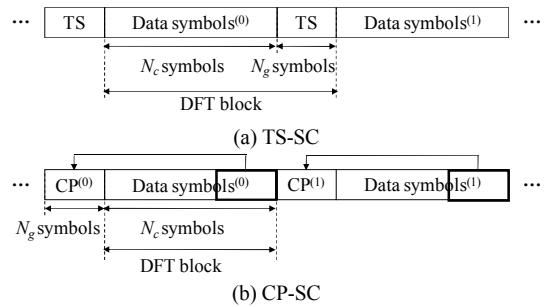 ... TS Data symbols(0) TS Data symbols(1) ...
Nc symbols Ng symbols
DFT block
(a) TS-SC
... CP(0) Data symbols(0) CP(1) Data symbols(1) ...
Ng symbols Nc symbols
DFT block
(b) CP-SC